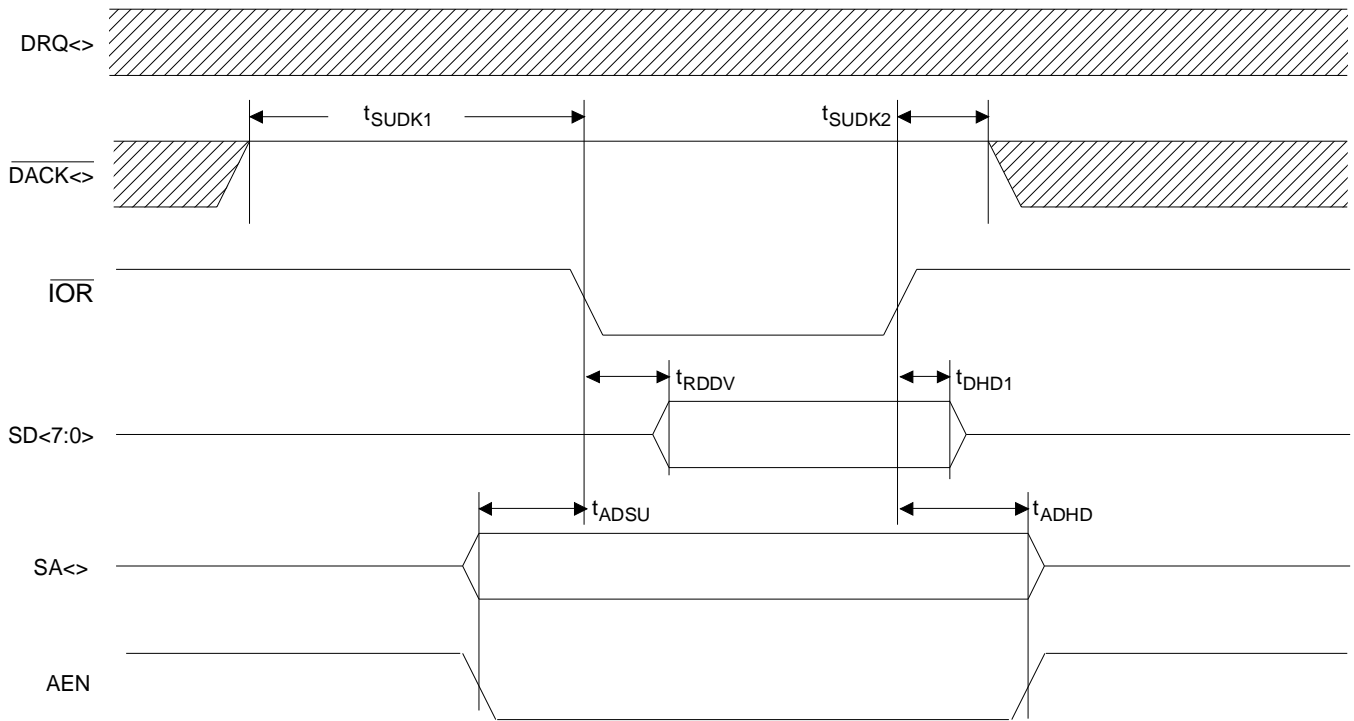 DRQ<>
tSUDK1
tSUDK2
DACK<>
IOR
tRDDV
tDHD1
SD<7:0>
tADSU
tADHD
SA<>
AEN